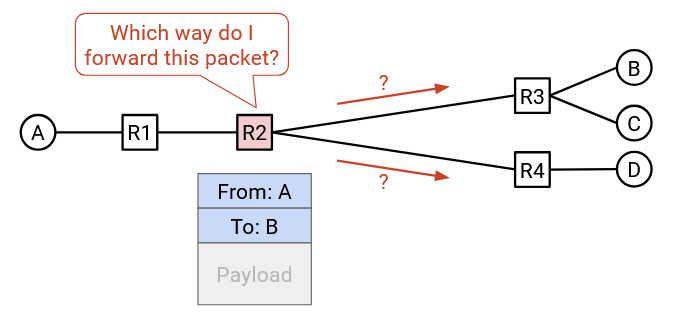 Which way do I
forward this packet?
?
B
A
R1
R2
R3
C
R4
D
?
From: A
To: B
Payload